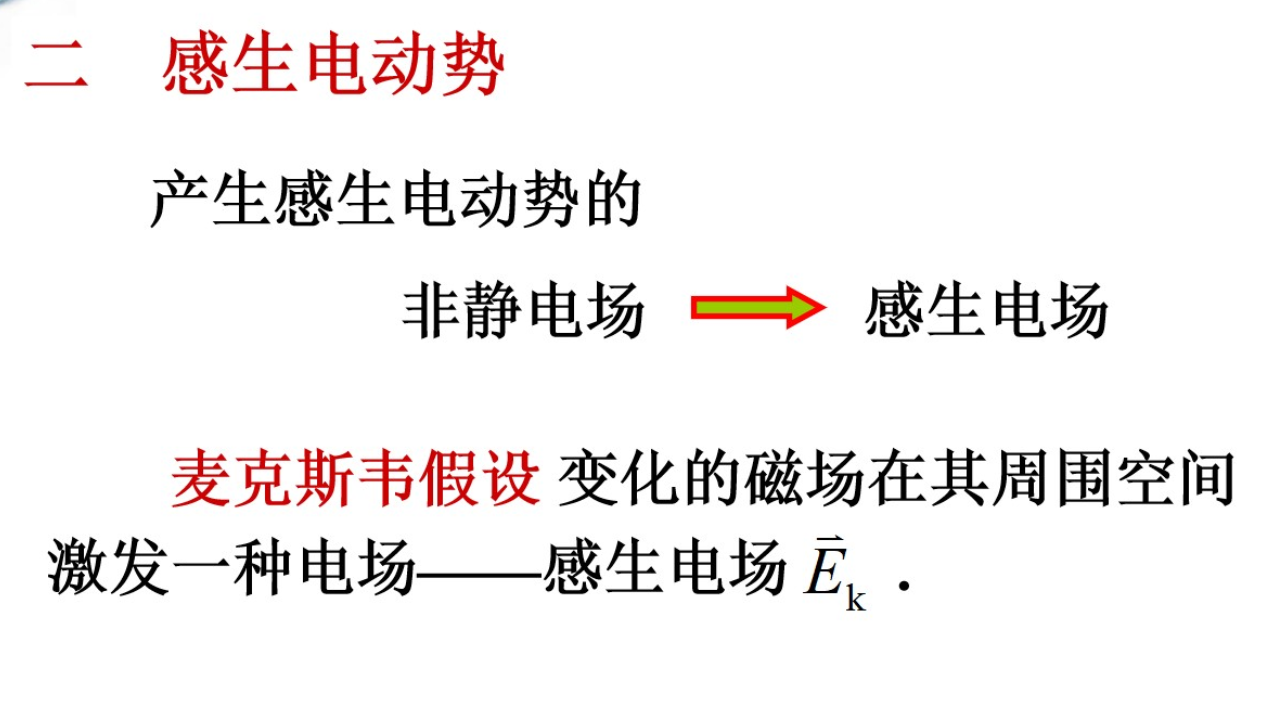 二 感生电动势
产生感生电动势的
非静电场 感生电场
麦克斯韦假设 变化的磁场在其周围空间
激发一种电场——感生电场 $\vec{E}_k$ .